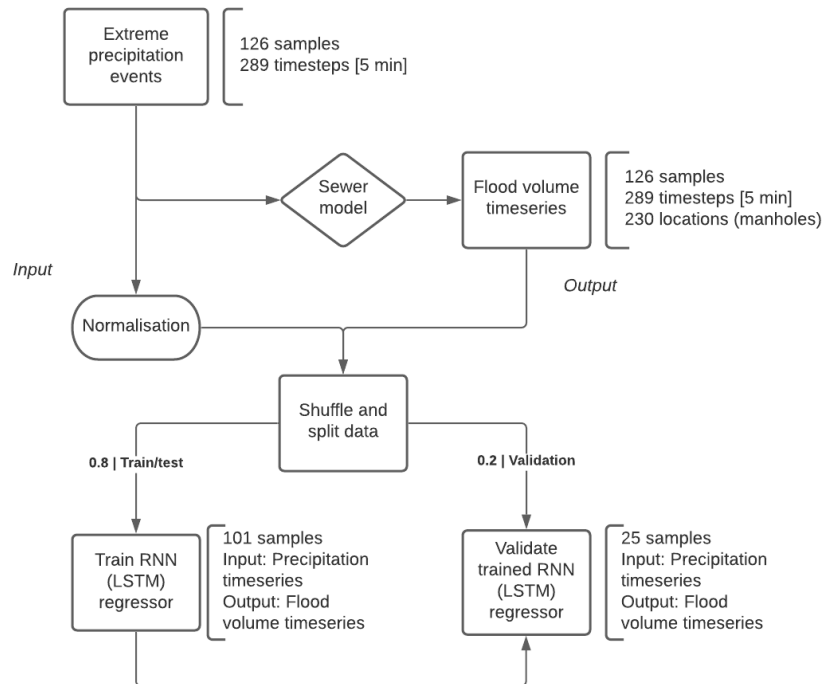 Extreme
precipitation
events
126 samples
289 timesteps [5 min]
Sewer
model
Flood volume
timeseries
126 samples
289 timesteps [5 min]
230 locations (manholes)
Input
Output
Normalisation
Shuffle and
split data
0.8 | Train/test
0.2 | Validation
Train RNN
(LSTM)
regressor
101 samples
Input: Precipitation
timeseries
Output: Flood
volume timeseries
Validate
trained RNN
(LSTM)
regressor
25 samples
Input: Precipitation
timeseries
Output: Flood
volume timeseries